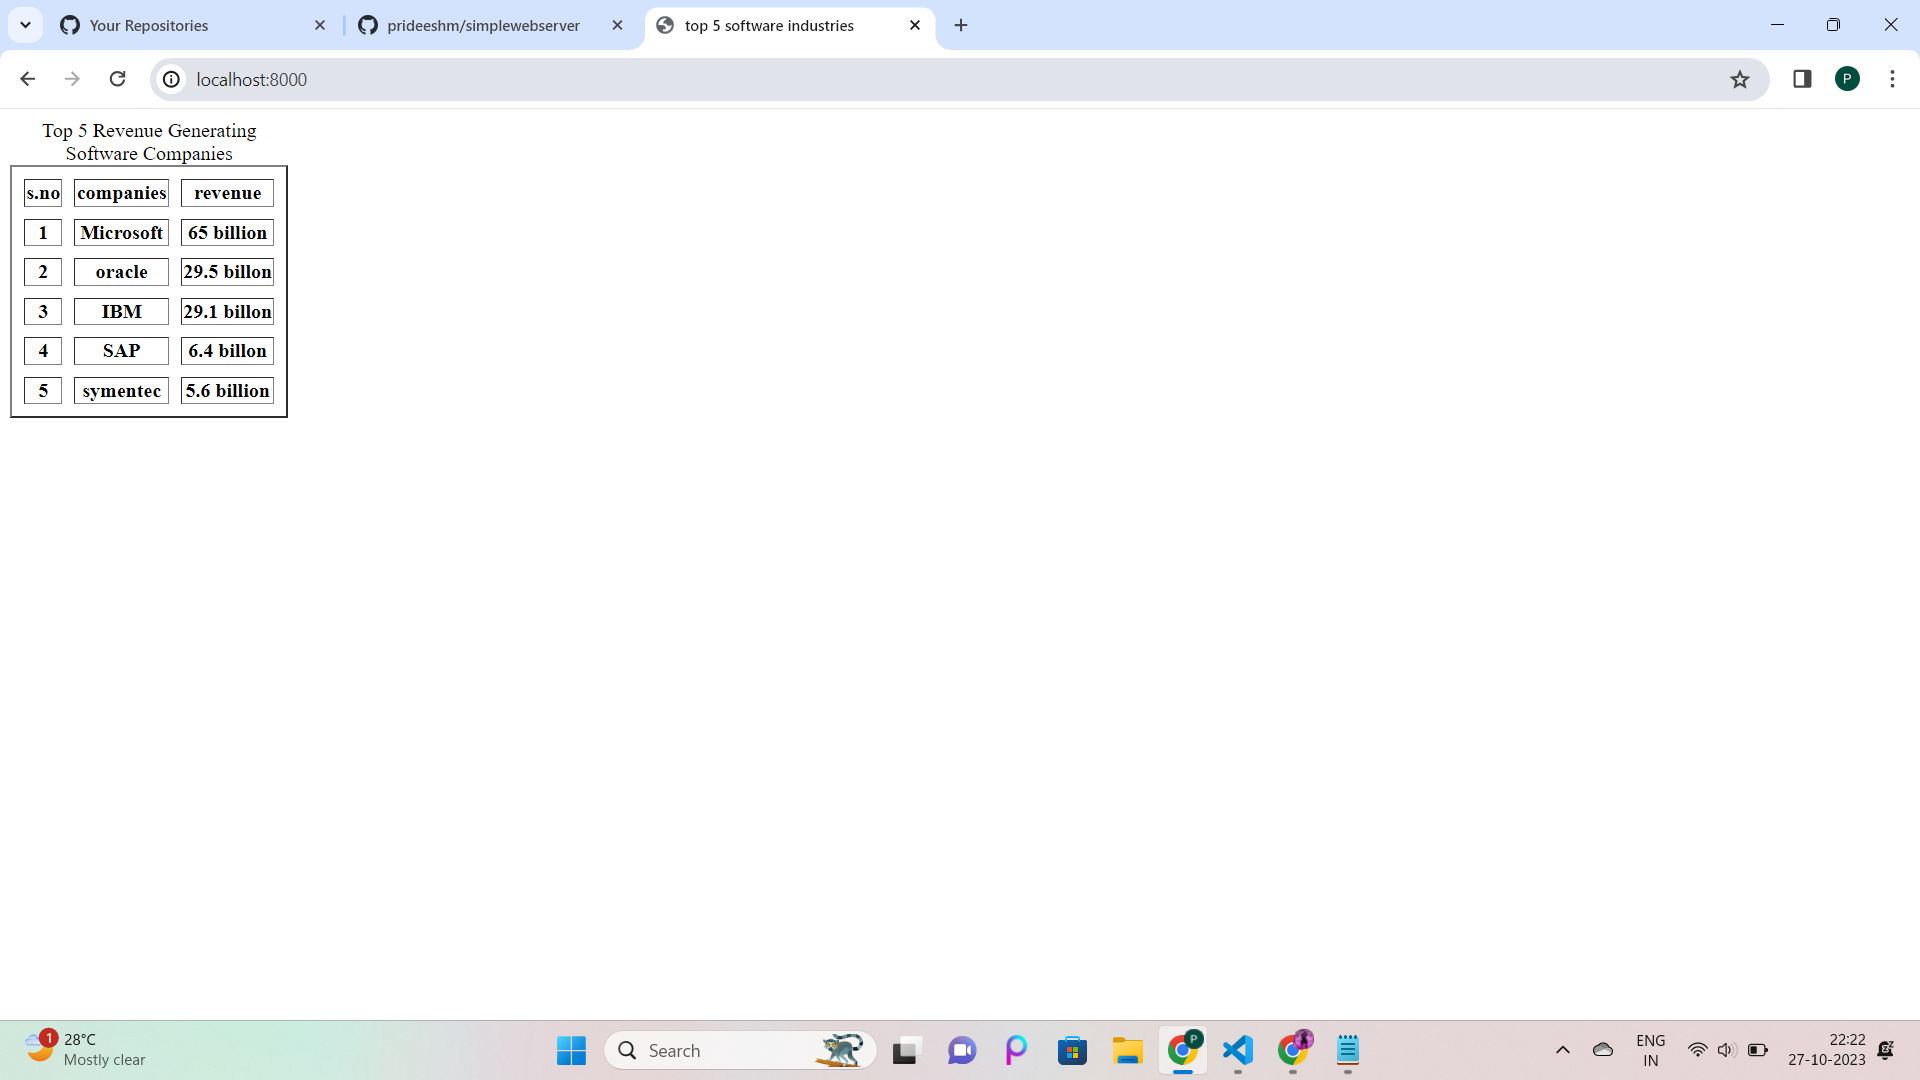 Your Repositories
prideeshm/simplewebserver
top 5 software industries
localhost:8000
P
Top 5 Revenue Generating
Software Companies
s.no companies revenue
1 Microsoft 65 billion
2 oracle 29.5 billon
3 IBM 29.1 billon
4 SAP 6.4 billon
5 symentec 5.6 billion
1
28°C
Mostly clear
Search
P
ENG
IN
22:22
27-10-2023